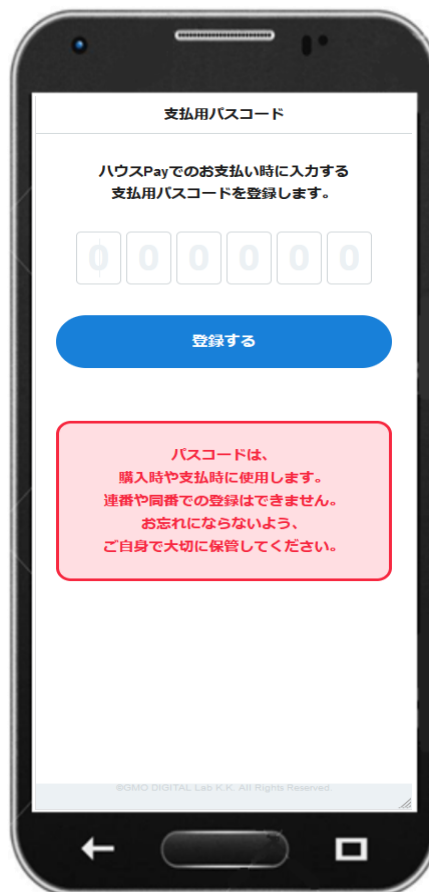 支払用パスコード
ハウスPayでのお支払い時に入力する
支払用パスコードを登録します。
0 0 0 0 0 0
登録する
パスコードは、
購入時や支払時に使用します。
連番や同番での登録はできません。
お忘れにならないよう、
ご自身で大切に保管してください。
©GMO DIGITAL Lab K.K. All Rights Reserved.